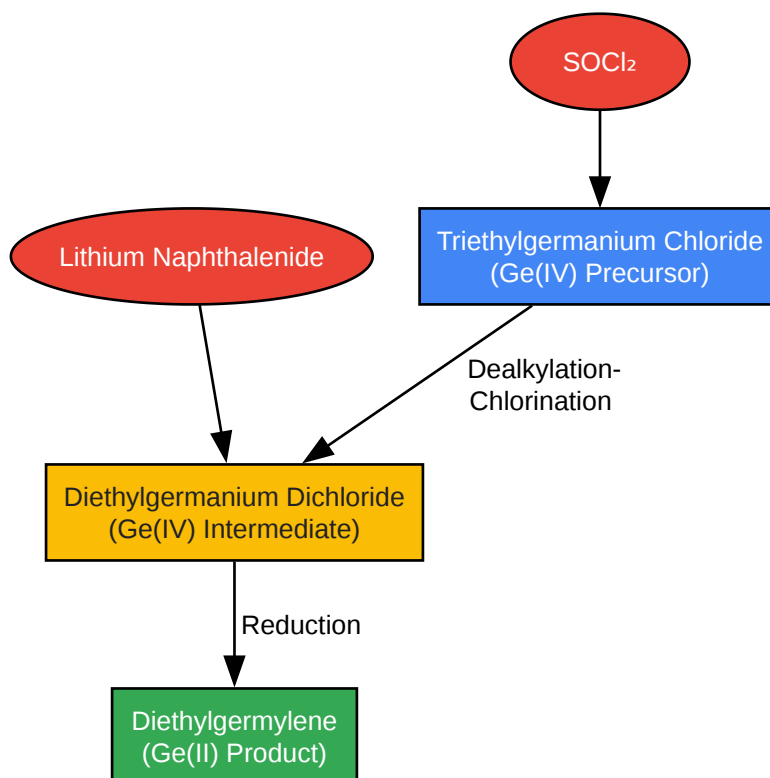 SOCl₂
Lithium Naphthalenide
Triethylgermanium Chloride
(Ge(IV) Precursor)
Dealkylation-
Chlorination
Diethylgermanium Dichloride
(Ge(IV) Intermediate)
Reduction
Diethylgermylene
(Ge(II) Product)